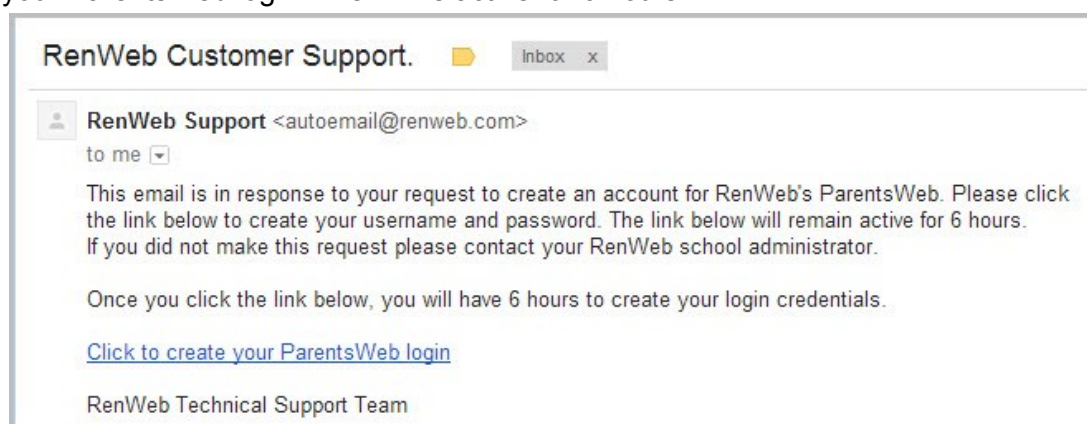 RenWeb Customer Support.
Inbox x
RenWeb Support <autoemail@renweb.com>
to me
This email is in response to your request to create an account for RenWeb's ParentsWeb. Please click
the link below to create your username and password. The link below will remain active for 6 hours.
If you did not make this request please contact your RenWeb school administrator.
Once you click the link below, you will have 6 hours to create your login credentials.
Click to create your ParentsWeb login
RenWeb Technical Support Team